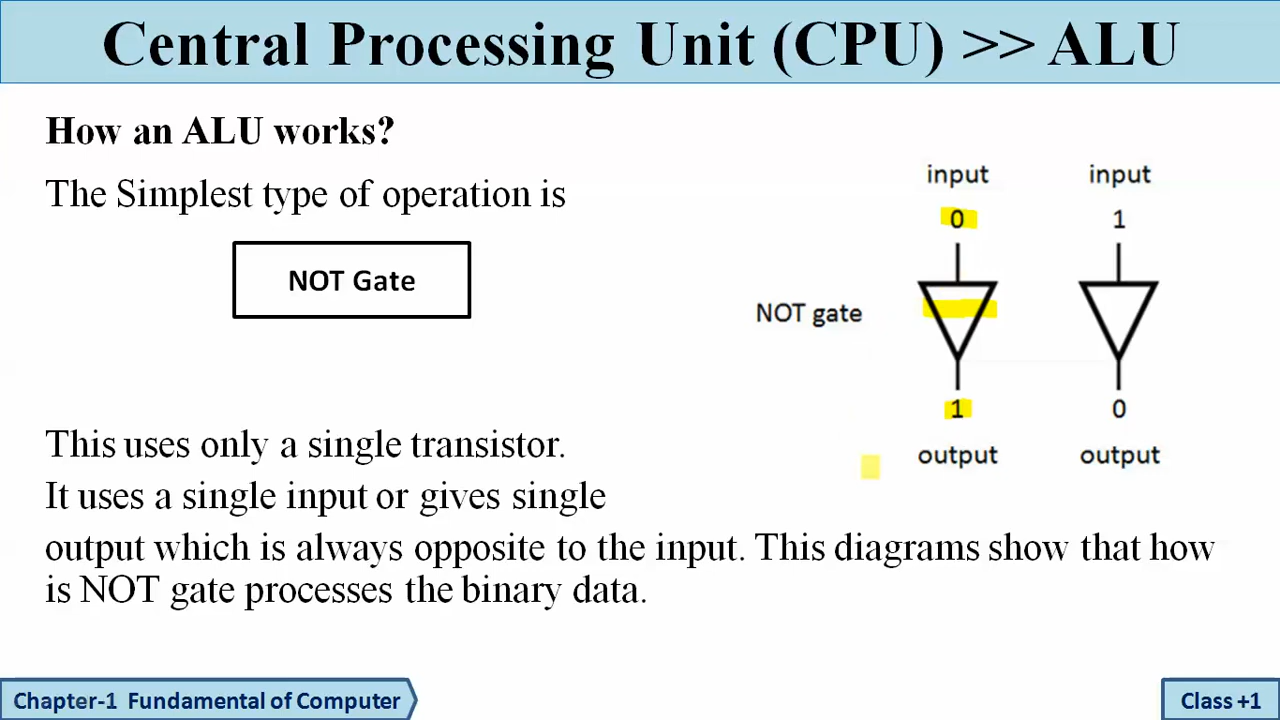 Central Processing Unit (CPU) >> ALU
How an ALU works?
The Simplest type of operation is
NOT Gate
input input
0 1
NOT gate
1 0
output output
This uses only a single transistor.
It uses a single input or gives single
output which is always opposite to the input. This diagrams show that how
is NOT gate processes the binary data.
Chapter-1 Fundamental of Computer
Class +1